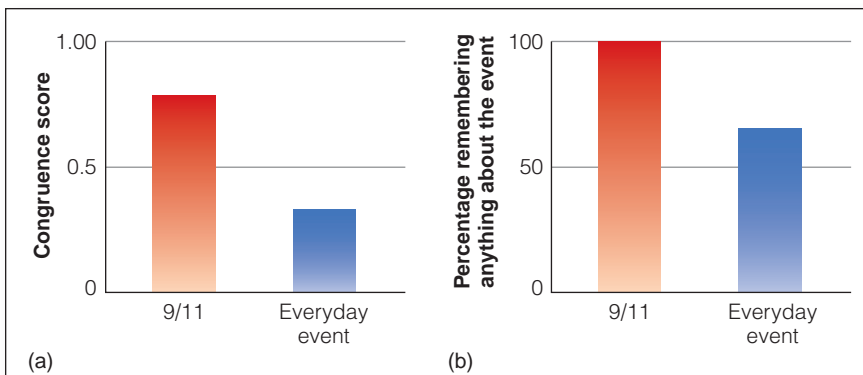 Congruence score
1.00
0.5
0
9/11
Everyday
event
(a)
Percentage remembering
anything about the event
100
50
0
9/11
Everyday
event
(b)